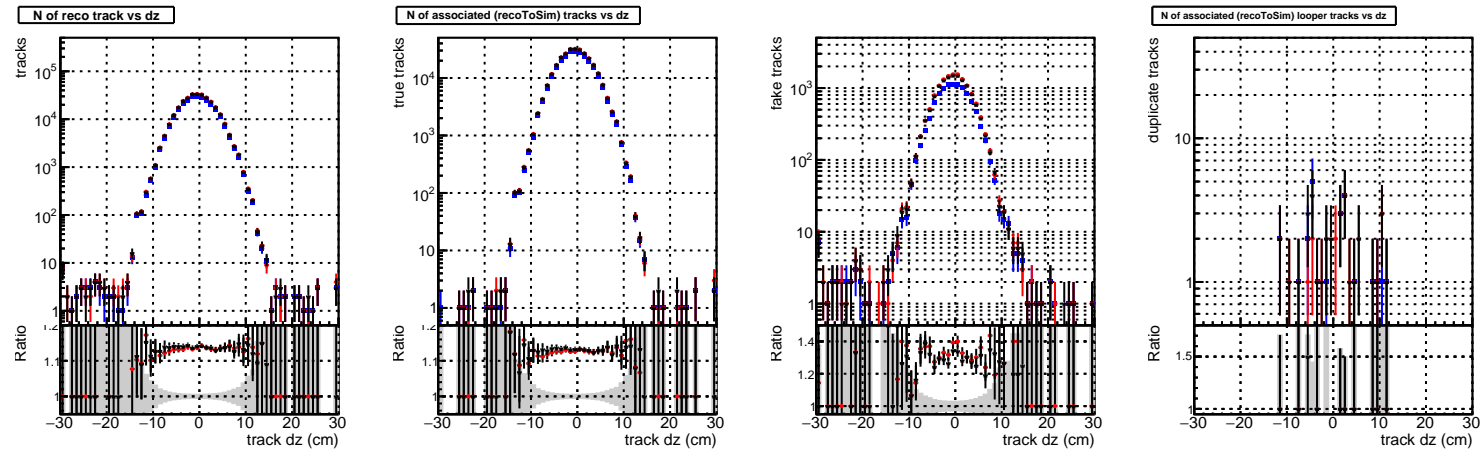 N of reco track vs dz
tracks
10^5
10^4
10^3
10^2
10
1
Ratio
1.2
1.1
1
−30 −20 −10 0 10 20 30
track dz (cm)
N of associated (recoToSim) tracks vs dz
true tracks
10^4
10^3
10^2
10
1
Ratio
1.2
1.1
1
−30 −20 −10 0 10 20 30
track dz (cm)
fake tracks
10^3
10^2
10
1
Ratio
1.4
1.2
1
−30 −20 −10 0 10 20 30
track dz (cm)
N of associated (recoToSim) looper tracks vs dz
duplicate tracks
10
1
Ratio
1.5
1
−30 −20 −10 0 10 20 30
track dz (cm)